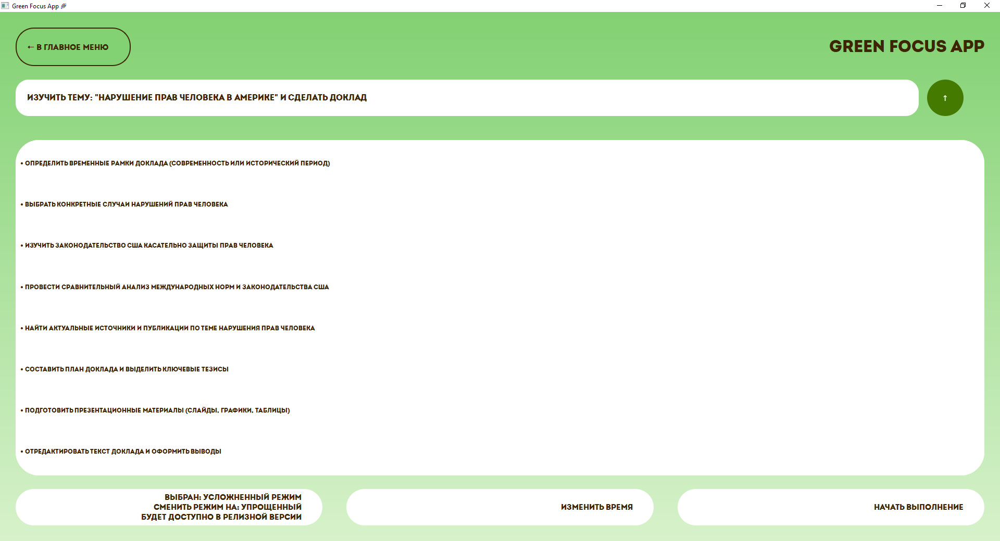 Green Focus App
← В ГЛАВНОЕ МЕНЮ
GREEN FOCUS APP
ИЗУЧИТЬ ТЕМУ: "НАРУШЕНИЕ ПРАВ ЧЕЛОВЕКА В АМЕРИКЕ" И СДЕЛАТЬ ДОКЛАД
↑
• ОПРЕДЕЛИТЬ ВРЕМЕННЫЕ РАМКИ ДОКЛАДА (СОВРЕМЕННОСТЬ ИЛИ ИСТОРИЧЕСКИЙ ПЕРИОД)
• ВЫБРАТЬ КОНКРЕТНЫЕ СЛУЧАИ НАРУШЕНИЙ ПРАВ ЧЕЛОВЕКА
• ИЗУЧИТЬ ЗАКОНОДАТЕЛЬСТВО США КАСАТЕЛЬНО ЗАЩИТЫ ПРАВ ЧЕЛОВЕКА
• ПРОВЕСТИ СРАВНИТЕЛЬНЫЙ АНАЛИЗ МЕЖДУНАРОДНЫХ НОРМ И ЗАКОНОДАТЕЛЬСТВА США
• НАЙТИ АКТУАЛЬНЫЕ ИСТОЧНИКИ И ПУБЛИКАЦИИ ПО ТЕМЕ НАРУШЕНИЯ ПРАВ ЧЕЛОВЕКА
• СОСТАВИТЬ ПЛАН ДОКЛАДА И ВЫДЕЛИТЬ КЛЮЧЕВЫЕ ТЕЗИСЫ
• ПОДГОТОВИТЬ ПРЕЗЕНТАЦИОННЫЕ МАТЕРИАЛЫ (СЛАЙДЫ, ГРАФИКИ, ТАБЛИЦЫ)
• ОТРЕДАКТИРОВАТЬ ТЕКСТ ДОКЛАДА И ОФОРМИТЬ ВЫВОДЫ
ВЫБРАН: УСЛОЖНЕННЫЙ РЕЖИМ
СМЕНИТЬ РЕЖИМ НА: УПРОЩЕННЫЙ
БУДЕТ ДОСТУПНО В РЕЛИЗНОЙ ВЕРСИИ
ИЗМЕНИТЬ ВРЕМЯ
НАЧАТЬ ВЫПОЛНЕНИЕ